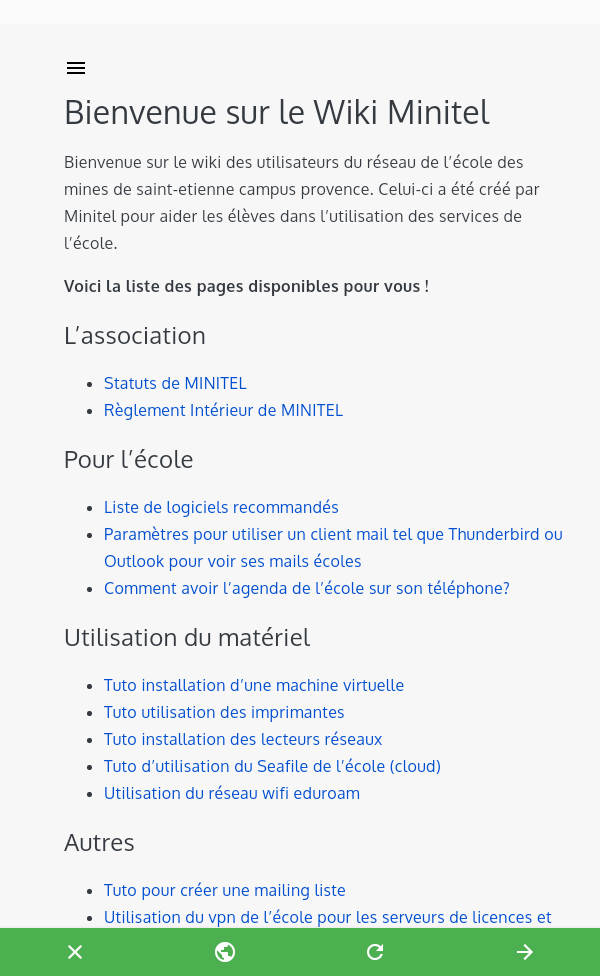 Bienvenue sur le Wiki Minitel
Bienvenue sur le wiki des utilisateurs du réseau de l’école des
mines de saint-etienne campus provence. Celui-ci a été créé par
Minitel pour aider les élèves dans l’utilisation des services de
l’école.
Voici la liste des pages disponibles pour vous !
L’association
Statuts de MINITEL
Règlement Intérieur de MINITEL
Pour l’école
Liste de logiciels recommandés
Paramètres pour utiliser un client mail tel que Thunderbird ou
Outlook pour voir ses mails écoles
Comment avoir l’agenda de l’école sur son téléphone?
Utilisation du matériel
Tuto installation d’une machine virtuelle
Tuto utilisation des imprimantes
Tuto installation des lecteurs réseaux
Tuto d’utilisation du Seafile de l’école (cloud)
Utilisation du réseau wifi eduroam
Autres
Tuto pour créer une mailing liste
Utilisation du vpn de l’école pour les serveurs de licences et